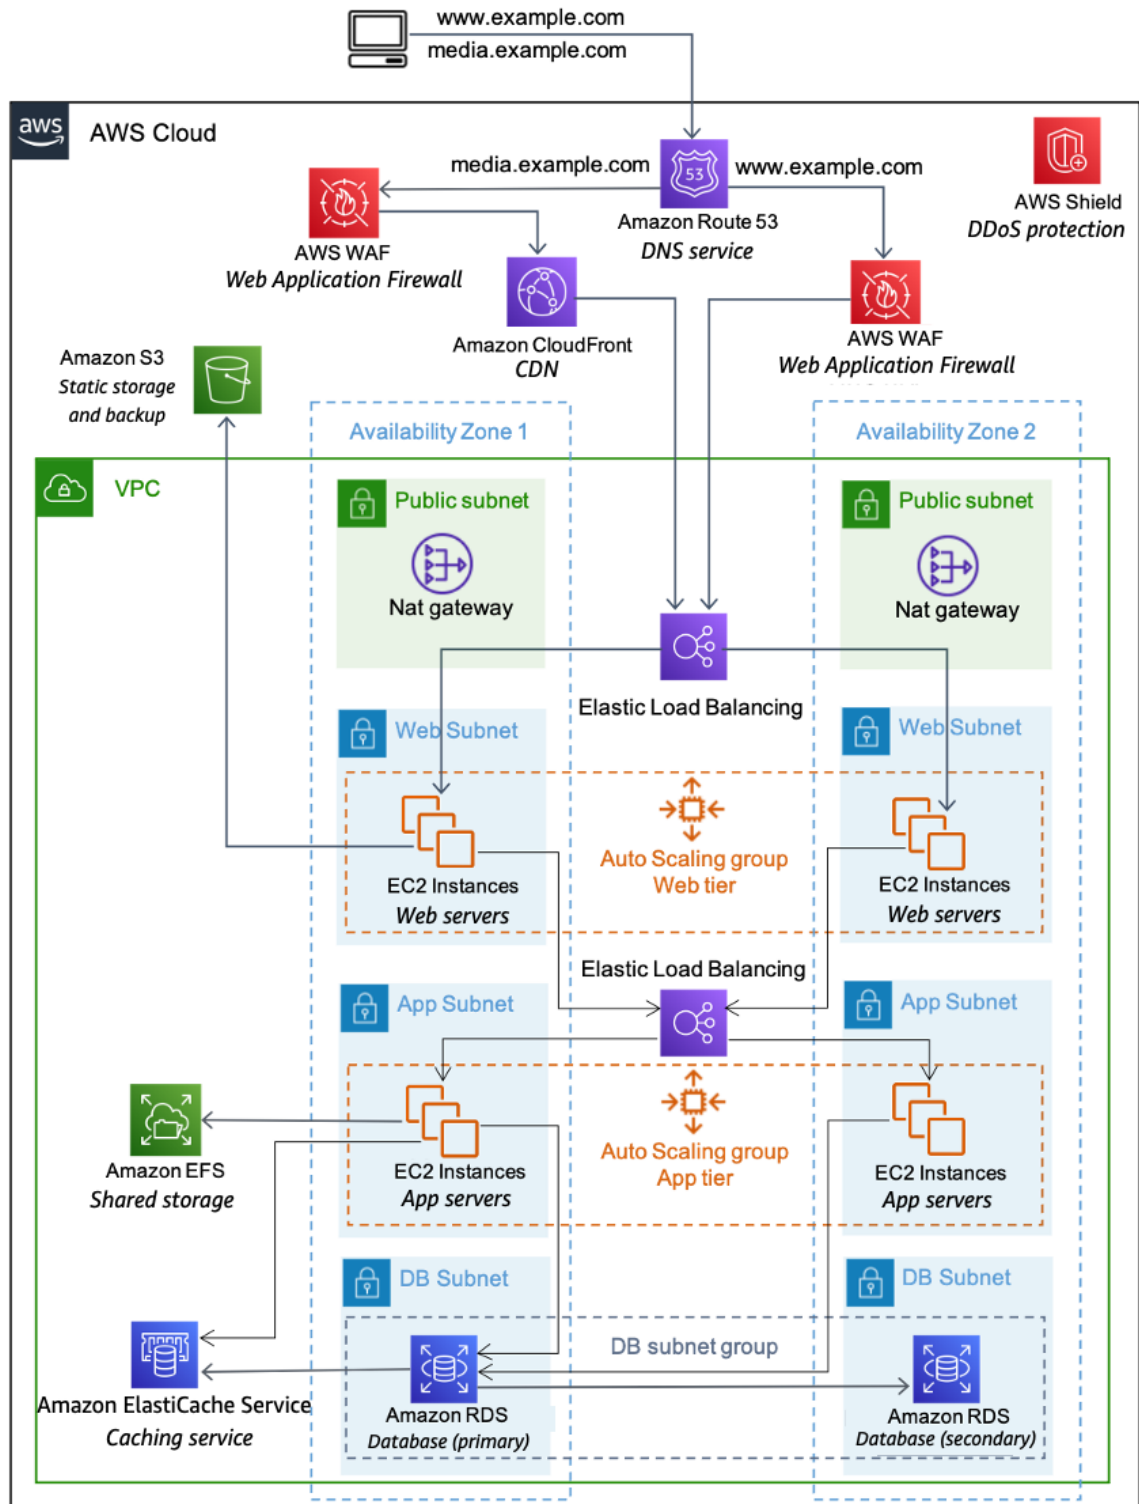 www.example.com
media.example.com
aws
AWS Cloud
media.example.com
www.example.com
53
Amazon Route 53
DNS service
AWS Shield
DDoS protection
AWS WAF
Web Application Firewall
Amazon CloudFront
CDN
AWS WAF
Web Application Firewall
Amazon S3
Static storage
and backup
Availability Zone 1
Availability Zone 2
VPC
Public subnet
Nat gateway
Public subnet
Nat gateway
Elastic Load Balancing
Web Subnet
Web Subnet
Auto Scaling group
Web tier
EC2 Instances
Web servers
EC2 Instances
Web servers
Elastic Load Balancing
App Subnet
App Subnet
Auto Scaling group
App tier
EC2 Instances
App servers
EC2 Instances
App servers
Amazon EFS
Shared storage
DB Subnet
DB Subnet
DB subnet group
Amazon ElastiCache Service
Caching service
Amazon RDS
Database (primary)
Amazon RDS
Database (secondary)